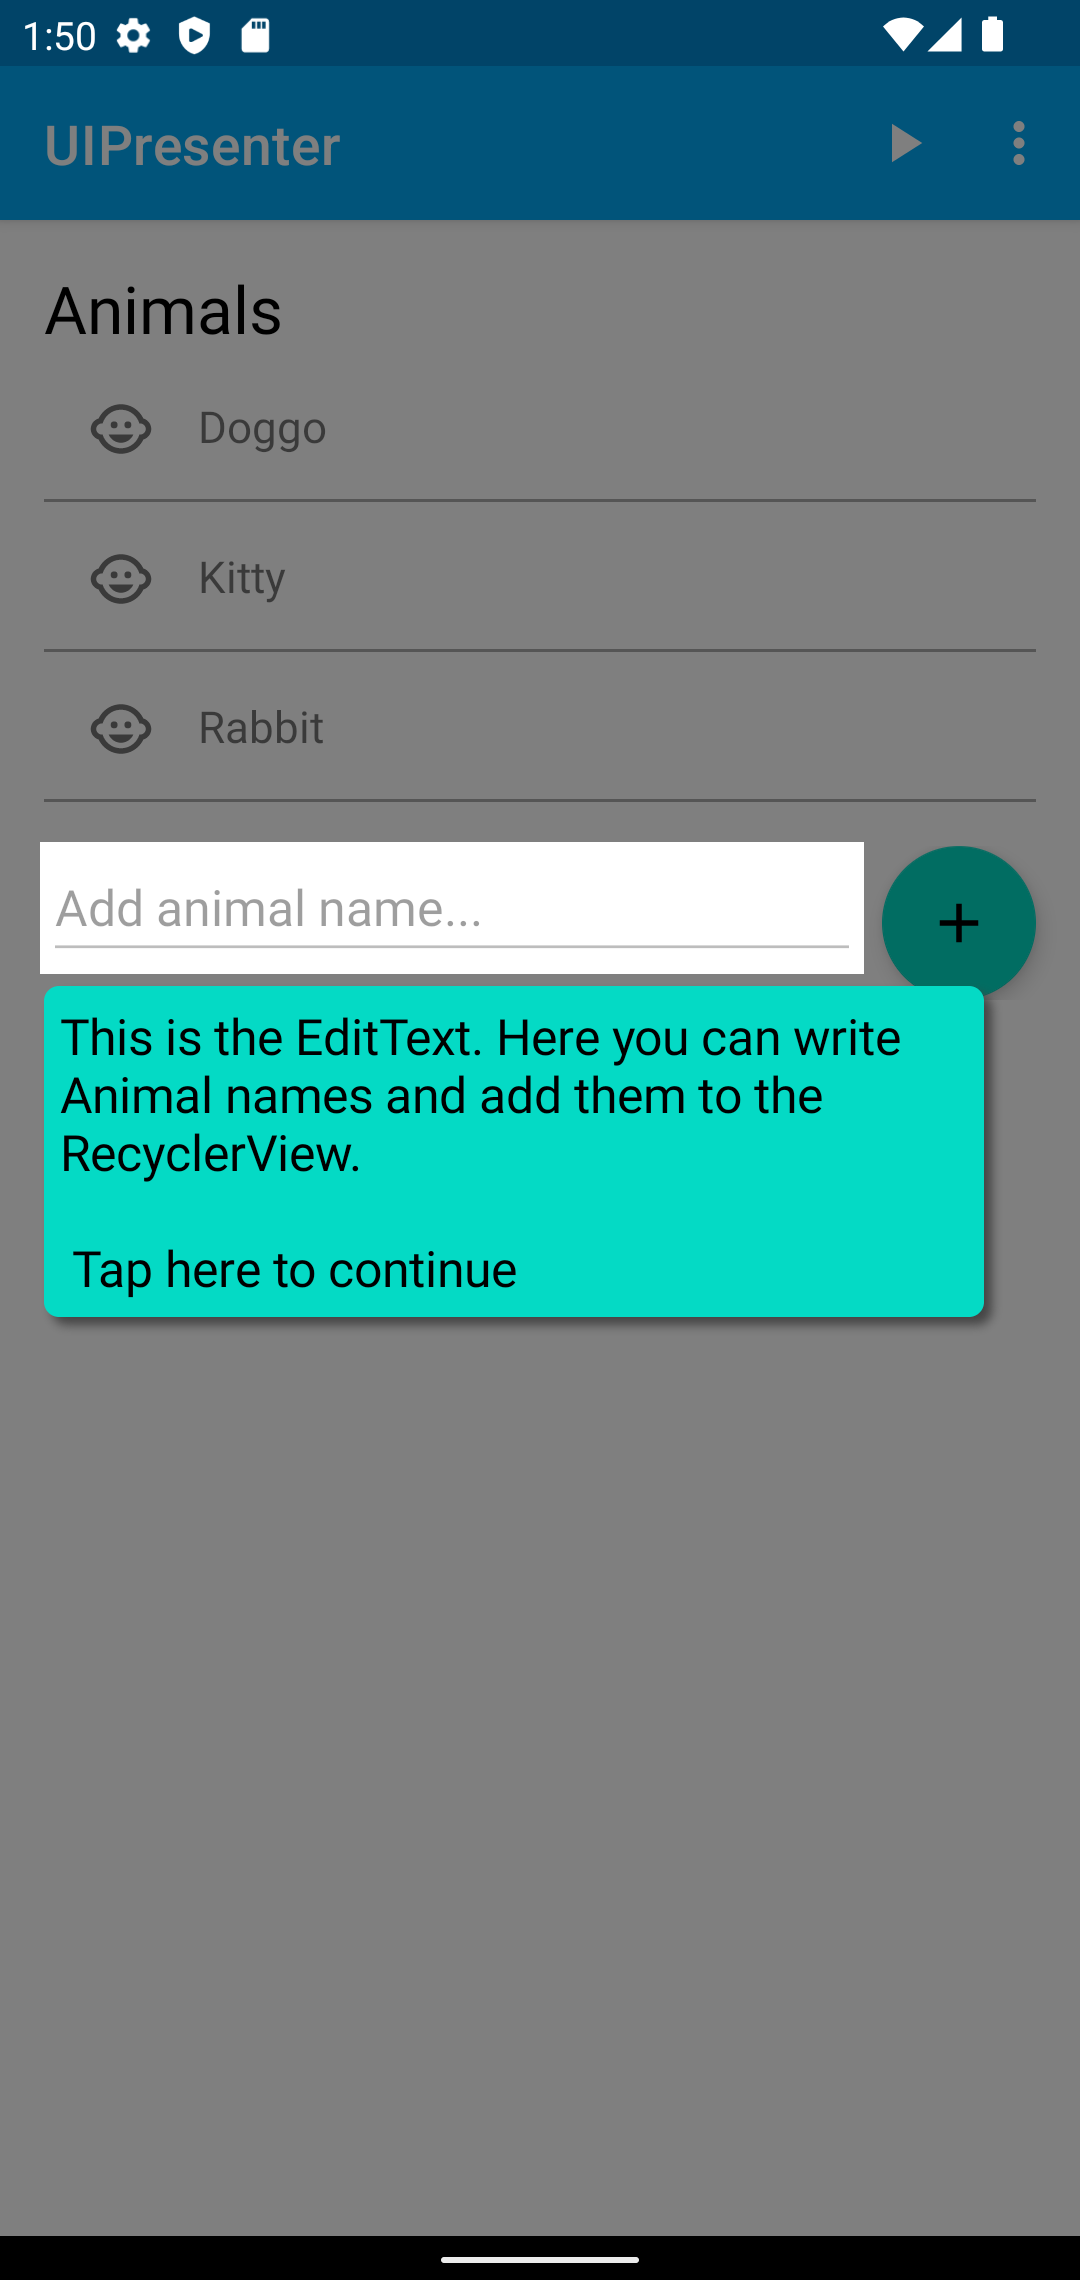 1:50
UIPresenter
Animals
Doggo
Kitty
Rabbit
Add animal name...
This is the EditText. Here you can write
Animal names and add them to the
RecyclerView.
Tap here to continue